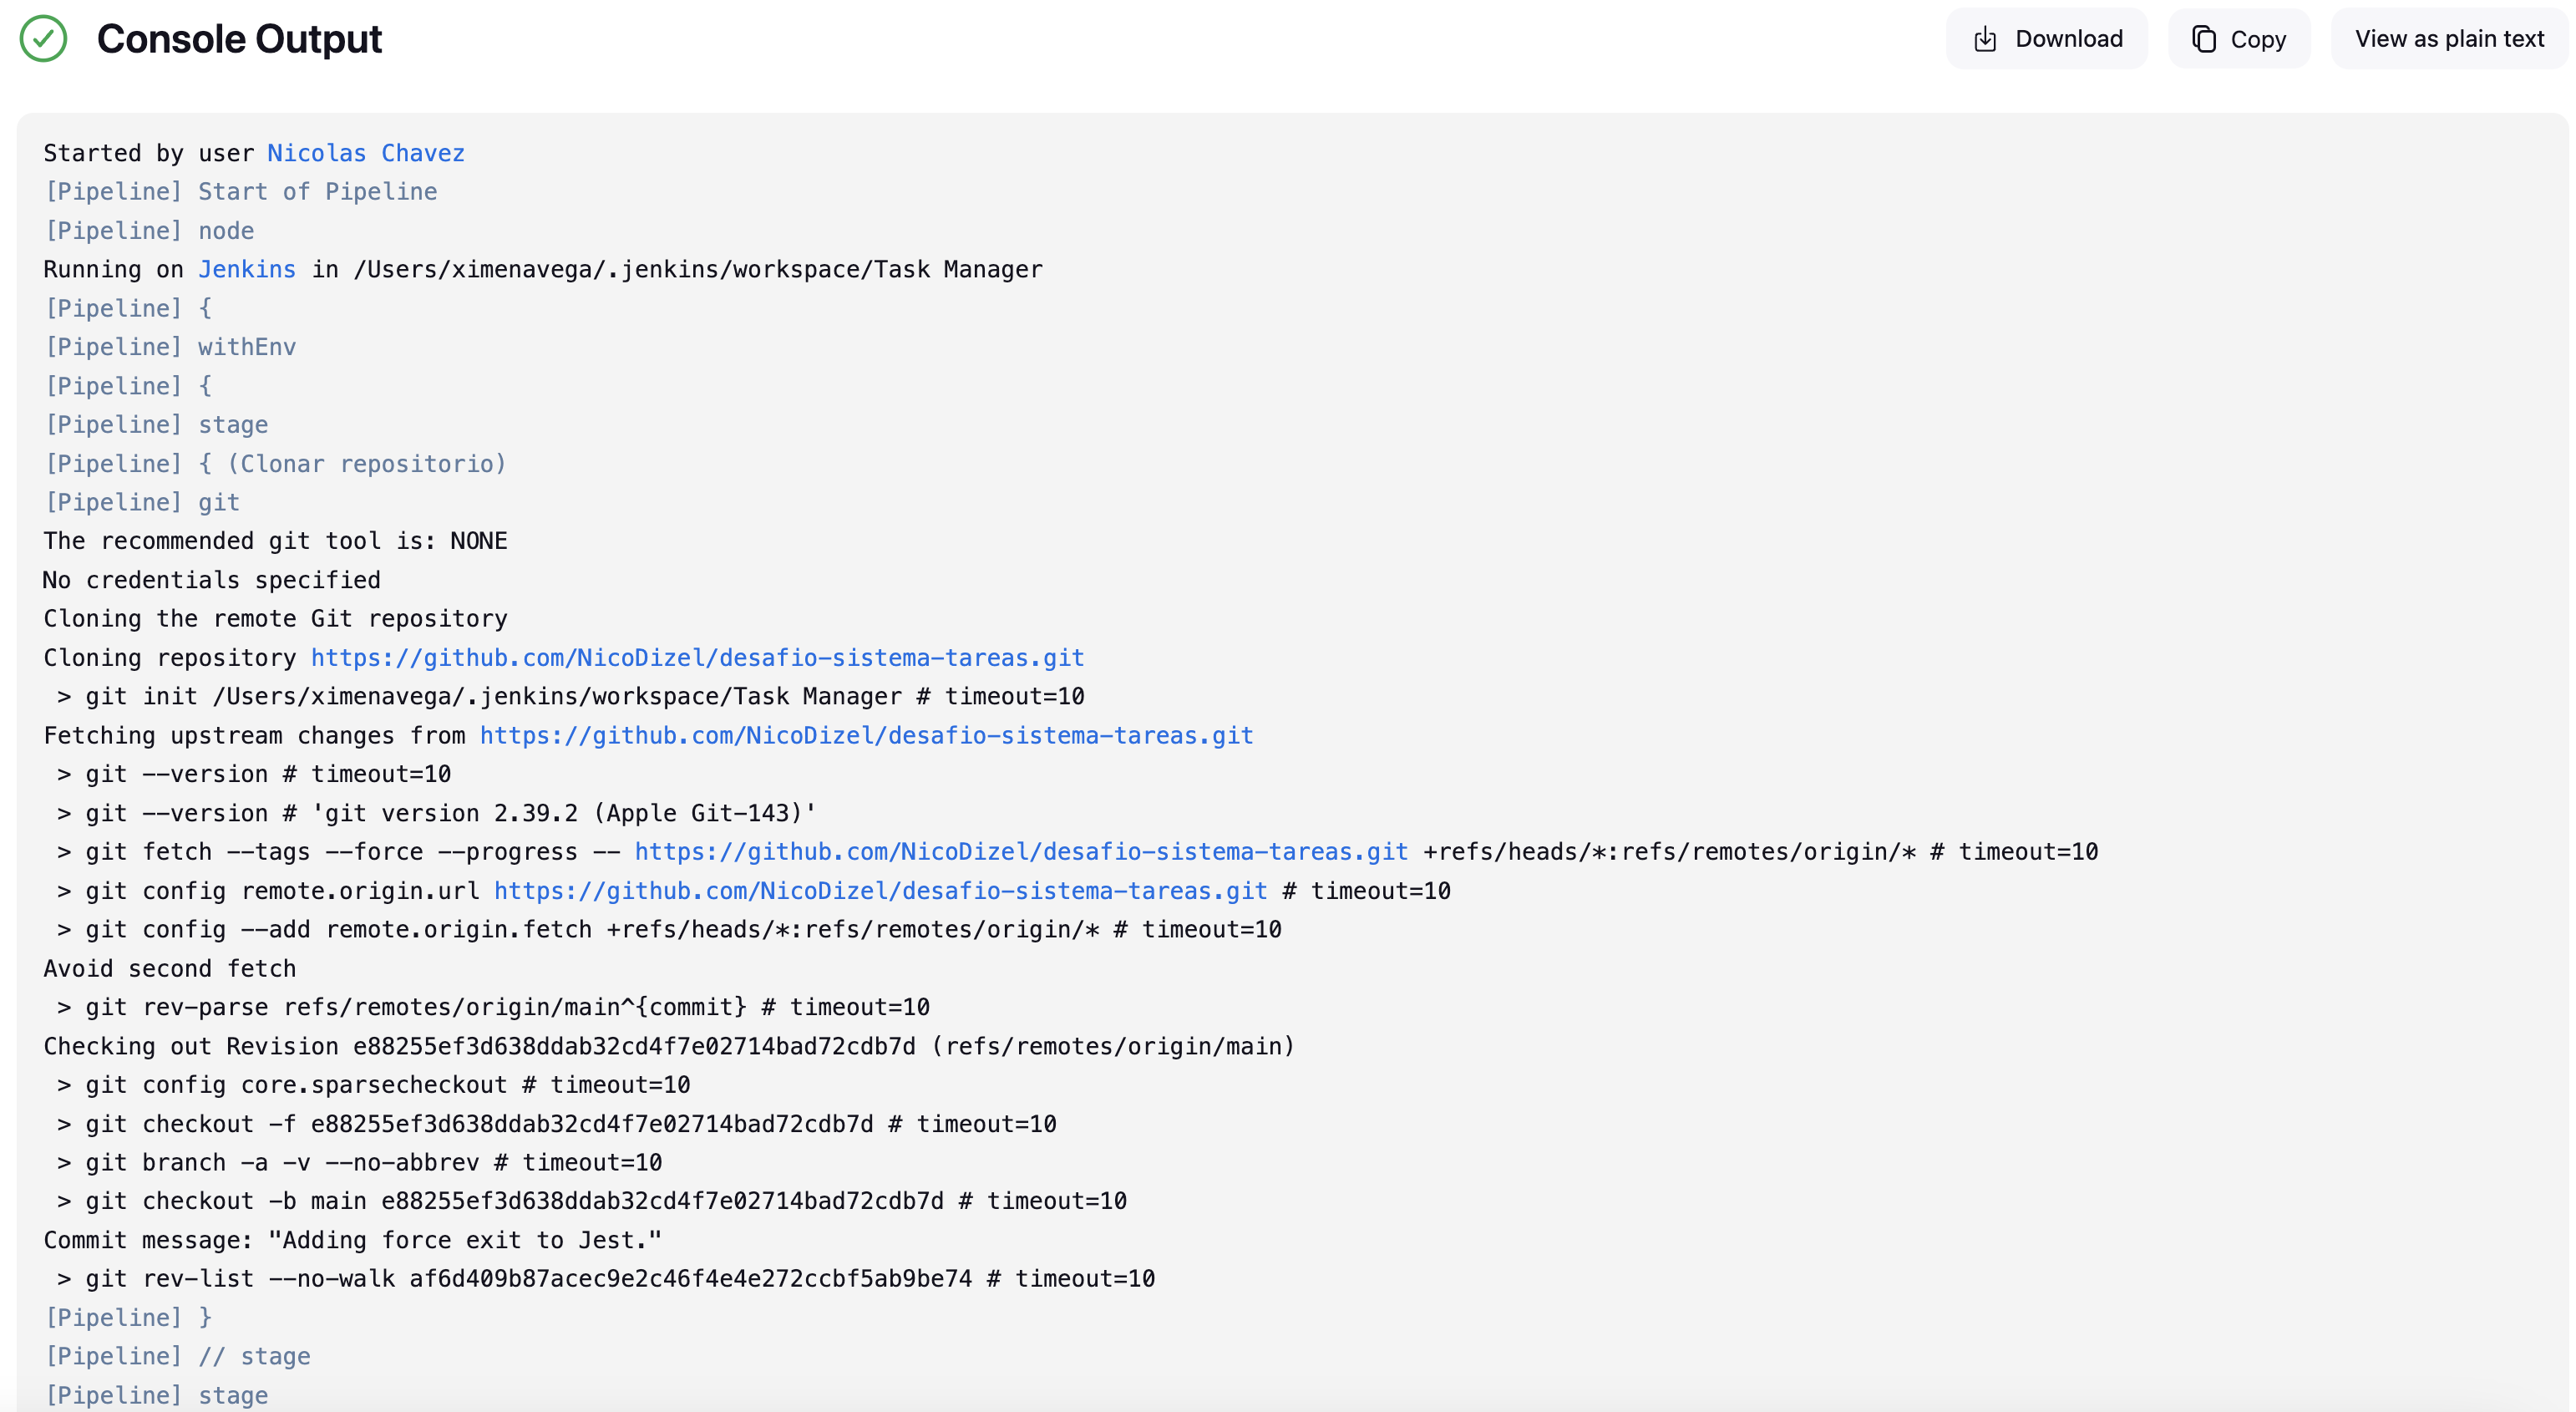 Console Output
Download
Copy
View as plain text
Started by user Nicolas Chavez
[Pipeline] Start of Pipeline
[Pipeline] node
Running on Jenkins in /Users/ximenavega/.jenkins/workspace/Task Manager
[Pipeline] {
[Pipeline] withEnv
[Pipeline] {
[Pipeline] stage
[Pipeline] { (Clonar repositorio)
[Pipeline] git
The recommended git tool is: NONE
No credentials specified
Cloning the remote Git repository
Cloning repository https://github.com/NicoDizel/desafio-sistema-tareas.git
 > git init /Users/ximenavega/.jenkins/workspace/Task Manager # timeout=10
Fetching upstream changes from https://github.com/NicoDizel/desafio-sistema-tareas.git
 > git --version # timeout=10
 > git --version # 'git version 2.39.2 (Apple Git-143)'
 > git fetch --tags --force --progress -- https://github.com/NicoDizel/desafio-sistema-tareas.git +refs/heads/*:refs/remotes/origin/* # timeout=10
 > git config remote.origin.url https://github.com/NicoDizel/desafio-sistema-tareas.git # timeout=10
 > git config --add remote.origin.fetch +refs/heads/*:refs/remotes/origin/* # timeout=10
Avoid second fetch
 > git rev-parse refs/remotes/origin/main^{commit} # timeout=10
Checking out Revision e88255ef3d638ddab32cd4f7e02714bad72cdb7d (refs/remotes/origin/main)
 > git config core.sparsecheckout # timeout=10
 > git checkout -f e88255ef3d638ddab32cd4f7e02714bad72cdb7d # timeout=10
 > git branch -a -v --no-abbrev # timeout=10
 > git checkout -b main e88255ef3d638ddab32cd4f7e02714bad72cdb7d # timeout=10
Commit message: "Adding force exit to Jest."
 > git rev-list --no-walk af6d409b87acec9e2c46f4e4e272ccbf5ab9be74 # timeout=10
[Pipeline] }
[Pipeline] // stage
[Pipeline] stage